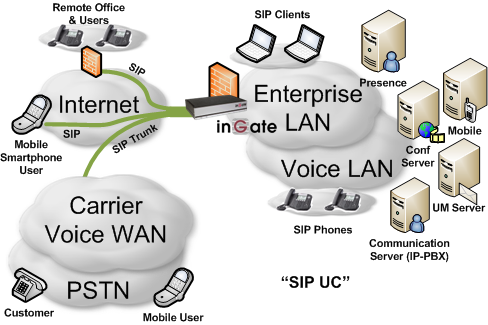 Remote Office
& Users
SIP Clients
SIP
Internet
Enterprise
LAN
Presence
inGate
Mobile
Smartphone
User
SIP
SIP Trunk
Conf
Server
Mobile
Voice LAN
UM Server
Carrier
Voice WAN
SIP Phones
Communication
Server (IP-PBX)
"SIP UC"
PSTN
Customer
Mobile User